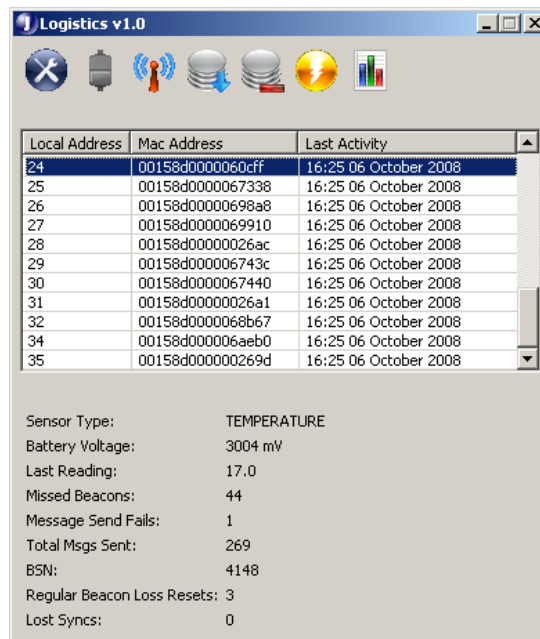 Logistics v1.0
Local Address Mac Address Last Activity
24 00158d0000060cff 16:25 06 October 2008
25 00158d0000067338 16:25 06 October 2008
26 00158d00000698a8 16:25 06 October 2008
27 00158d0000069910 16:25 06 October 2008
28 00158d00000026ac 16:25 06 October 2008
29 00158d000006743c 16:25 06 October 2008
30 00158d0000067440 16:25 06 October 2008
31 00158d00000026a1 16:25 06 October 2008
32 00158d0000068b67 16:25 06 October 2008
34 00158d000006aeb0 16:25 06 October 2008
35 00158d000000269d 16:25 06 October 2008
Sensor Type: TEMPERATURE
Battery Voltage: 3004 mV
Last Reading: 17.0
Missed Beacons: 44
Message Send Fails: 1
Total Msgs Sent: 269
BSN: 4148
Regular Beacon Loss Resets: 3
Lost Syncs: 0